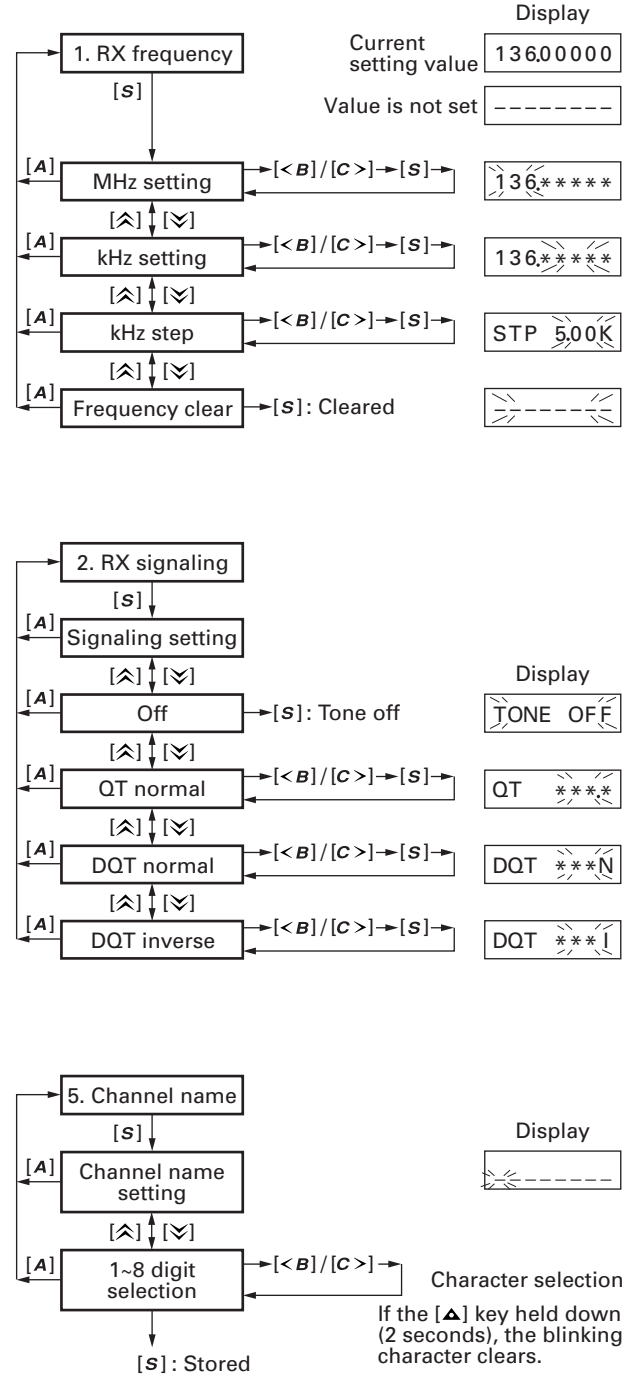 Display
1. RX frequency
Current
setting value
136.00000
[S]
Value is not set
--------
[A]
MHz setting
[<B]/[C>] [S]
136.*****
[A]
kHz setting
[<B]/[C>] [S]
136.*****
[A]
kHz step
[<B]/[C>] [S]
STP 5.00K
[A]
Frequency clear
[S]: Cleared
--------
2. RX signaling
[S]
[A]
Signaling setting
Display
[A]
Off
[S]: Tone off
TONE OFF
[A]
QT normal
[<B]/[C>] [S]
QT ***.*
[A]
DQT normal
[<B]/[C>] [S]
DQT ***N
[A]
DQT inverse
[<B]/[C>] [S]
DQT ***I
5. Channel name
[S]
Display
[A]
Channel name
setting
--------
[A]
1~8 digit
selection
[<B]/[C>]
Character selection
If the [▲] key held down
(2 seconds), the blinking
character clears.
[S]: Stored